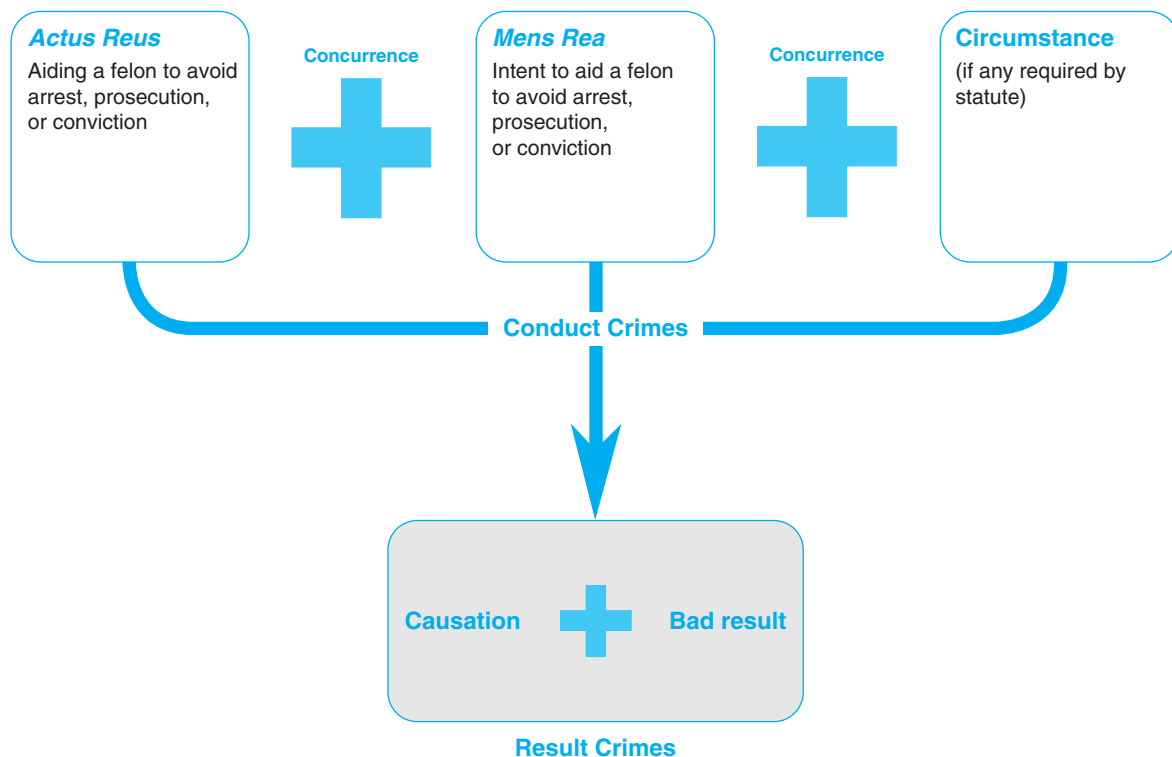 Actus Reus
Aiding a felon to avoid
arrest, prosecution,
or conviction
Concurrence
Mens Rea
Intent to aid a felon
to avoid arrest,
prosecution,
or conviction
Concurrence
Circumstance
(if any required by
statute)
Conduct Crimes
Causation
Bad result
Result Crimes